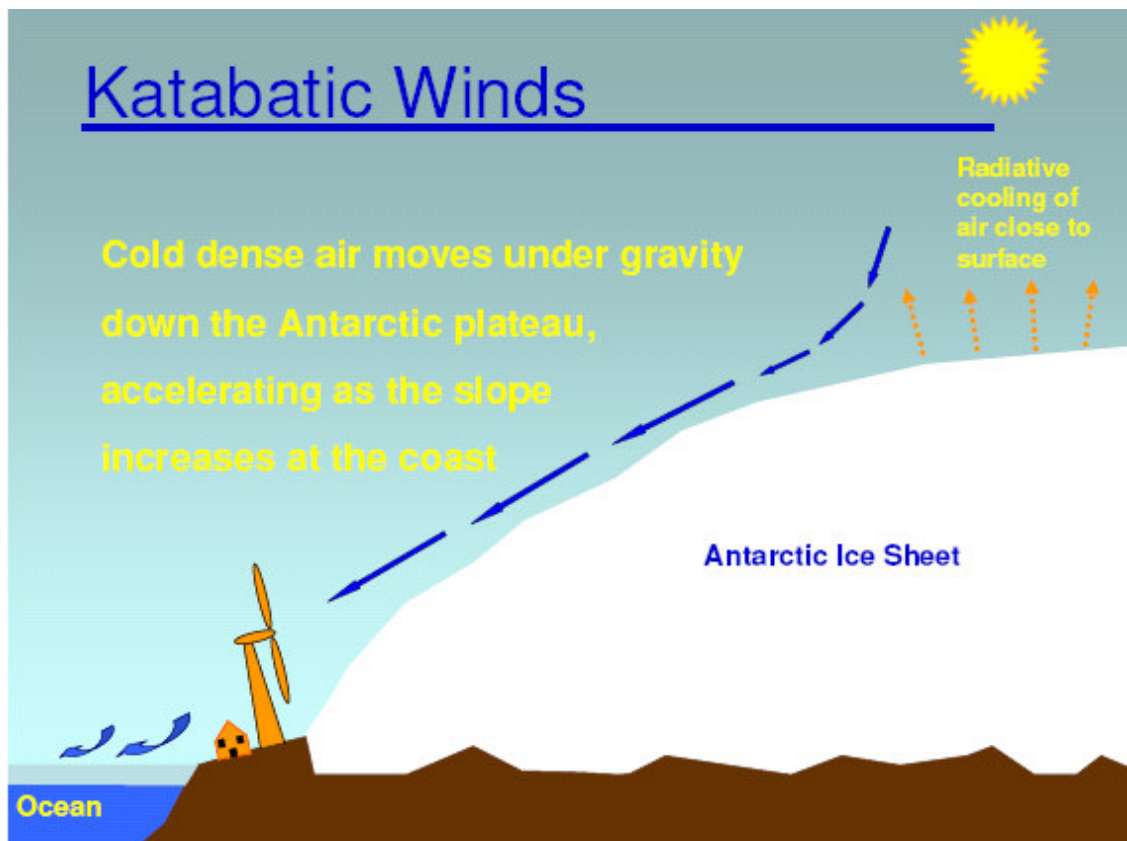 Katabatic Winds
Radiative
cooling of
air close to
surface
Cold dense air moves under gravity
down the Antarctic plateau,
accelerating as the slope
increases at the coast
Antarctic Ice Sheet
Ocean